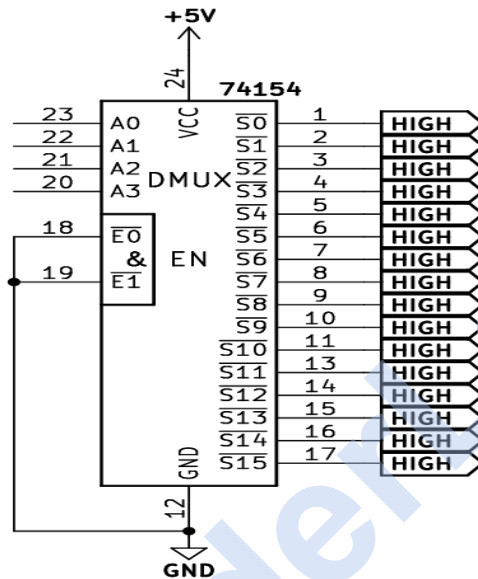 +5V
24
74154
VCC
23 A0 S0 1 HIGH
22 A1 S1 2 HIGH
21 A2 S2 3 HIGH
20 A3 DMUX S3 4 HIGH
S4 5 HIGH
18 E0 S5 6 HIGH
& EN S6 7 HIGH
19 E1 S7 8 HIGH
S8 9 HIGH
S9 10 HIGH
S10 11 HIGH
S11 13 HIGH
S12 14 HIGH
S13 15 HIGH
S14 16 HIGH
S15 17 HIGH
GND
12
GND